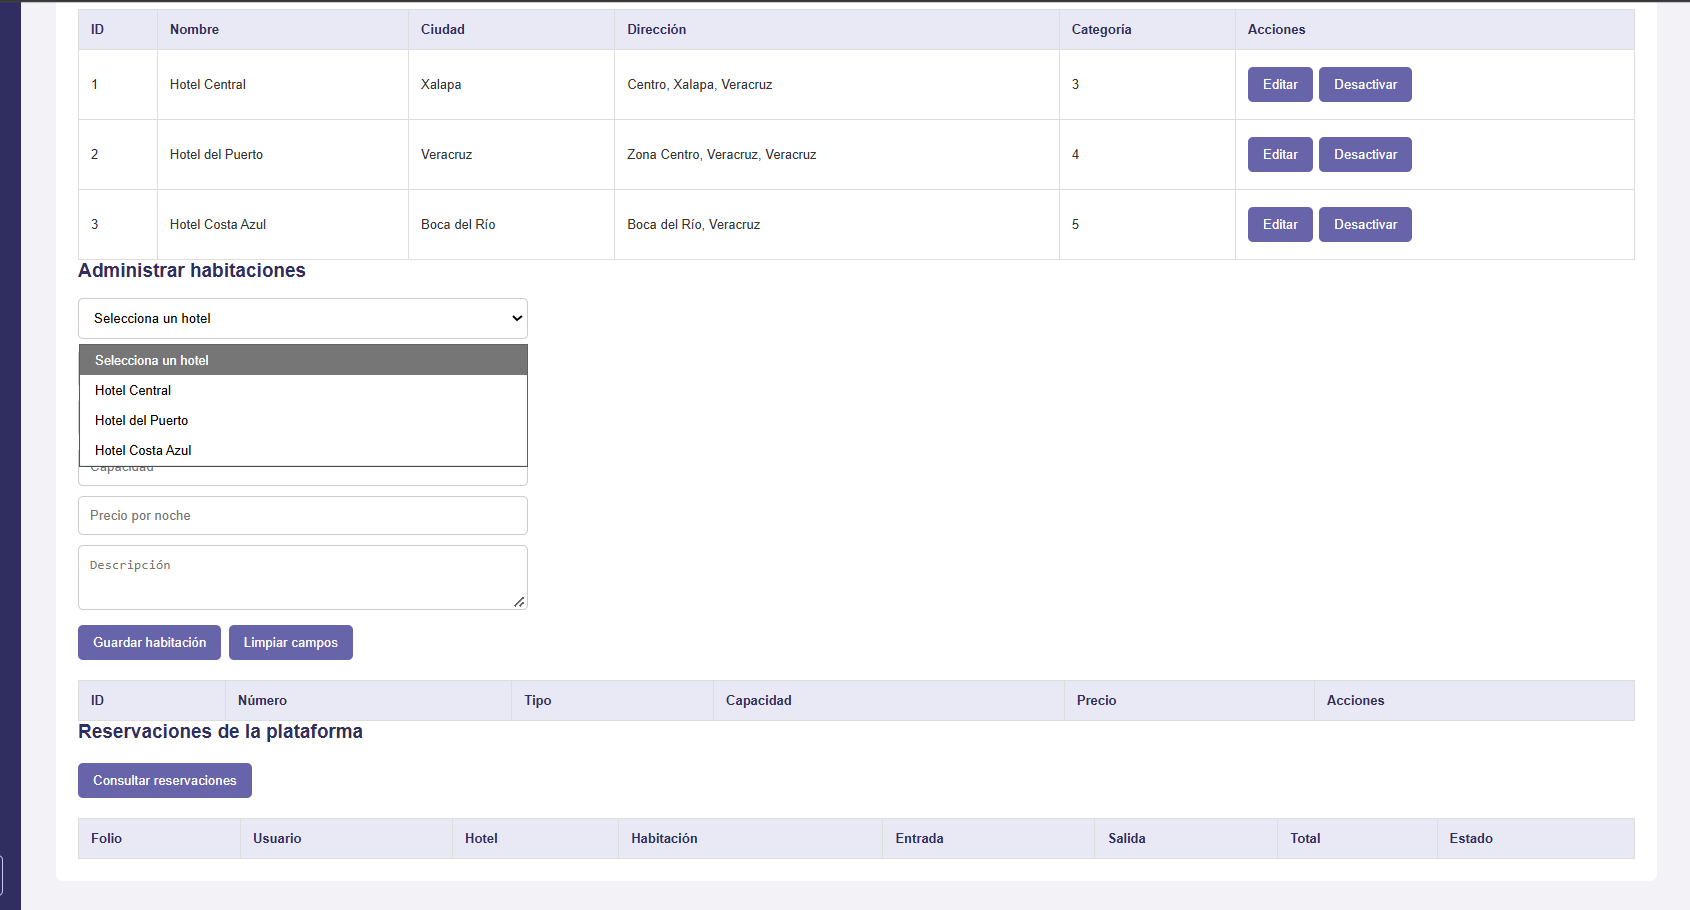 ID Nombre Ciudad Dirección Categoría Acciones
1 Hotel Central Xalapa Centro, Xalapa, Veracruz 3 Editar Desactivar
2 Hotel del Puerto Veracruz Zona Centro, Veracruz, Veracruz 4 Editar Desactivar
3 Hotel Costa Azul Boca del Río Boca del Río, Veracruz 5 Editar Desactivar
Administrar habitaciones
Selecciona un hotel
Selecciona un hotel
Hotel Central
Hotel del Puerto
Hotel Costa Azul
Capacidad
Precio por noche
Descripción
Guardar habitación Limpiar campos
ID Número Tipo Capacidad Precio Acciones
Reservaciones de la plataforma
Consultar reservaciones
Folio Usuario Hotel Habitación Entrada Salida Total Estado